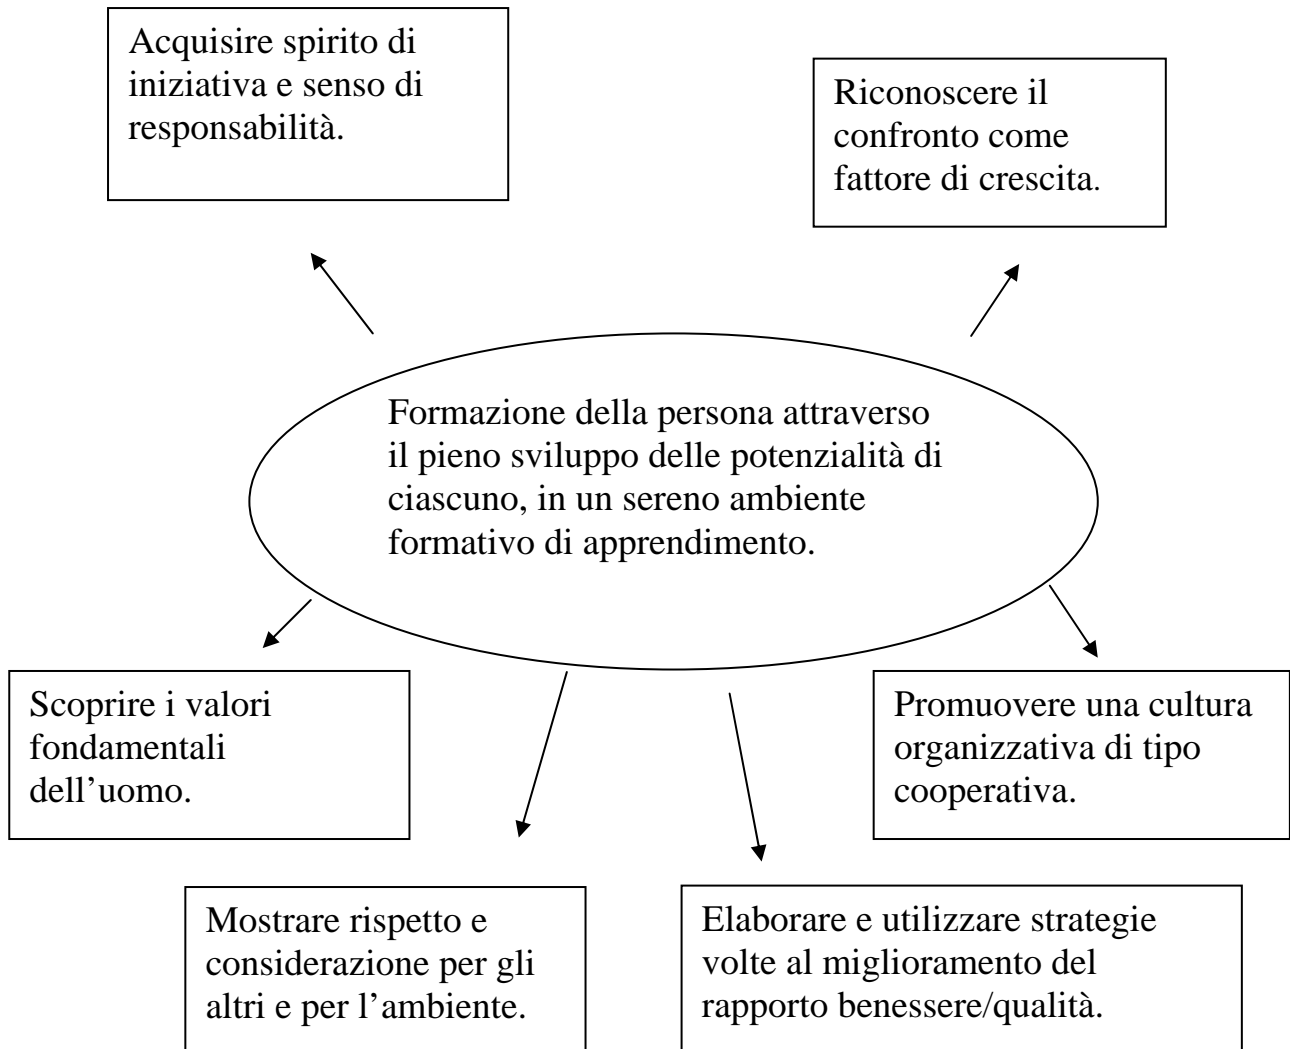 Acquisire spirito di
iniziativa e senso di
responsabilità.
Riconoscere il
confronto come
fattore di crescita.
Formazione della persona attraverso
il pieno sviluppo delle potenzialità di
ciascuno, in un sereno ambiente
formativo di apprendimento.
Scoprire i valori
fondamentali
dell’uomo.
Promuovere una cultura
organizzativa di tipo
cooperativa.
Mostrare rispetto e
considerazione per gli
altri e per l’ambiente.
Elaborare e utilizzare strategie
volte al miglioramento del
rapporto benessere/qualità.